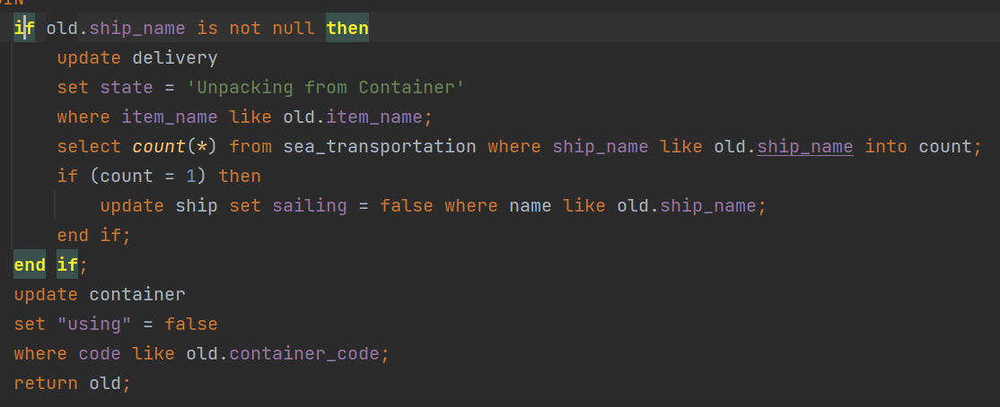 if old.ship_name is not null then
update delivery
set state = 'Unpacking from Container'
where item_name like old.item_name;
select count(*) from sea_transportation where ship_name like old.ship_name into count;
if (count = 1) then
update ship set sailing = false where name like old.ship_name;
end if;
end if;
update container
set "using" = false
where code like old.container_code;
return old;